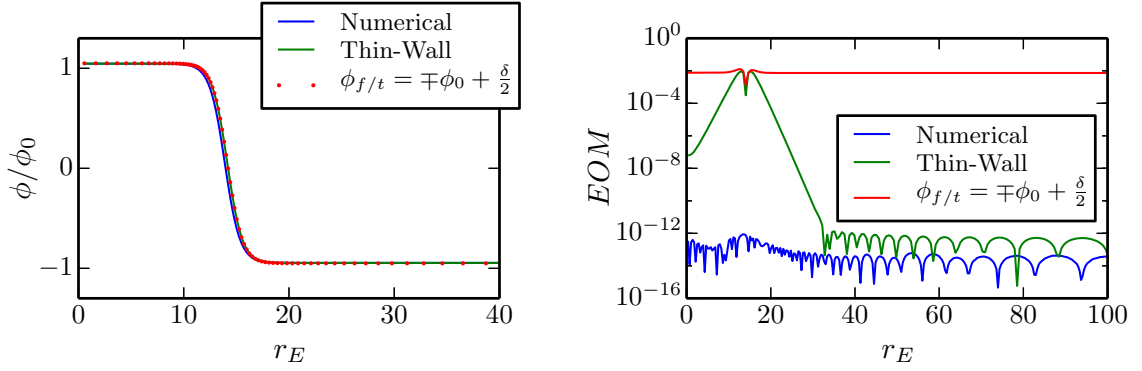 Numerical
Thin-Wall
ϕ_{f/t} = ∓ϕ_0 + δ/2
1
0
−1
ϕ/ϕ_0
0 10 20 30 40
r_E
10^0
10^{−4}
10^{−8}
10^{−12}
10^{−16}
EOM
Numerical
Thin-Wall
ϕ_{f/t} = ∓ϕ_0 + δ/2
0 20 40 60 80 100
r_E